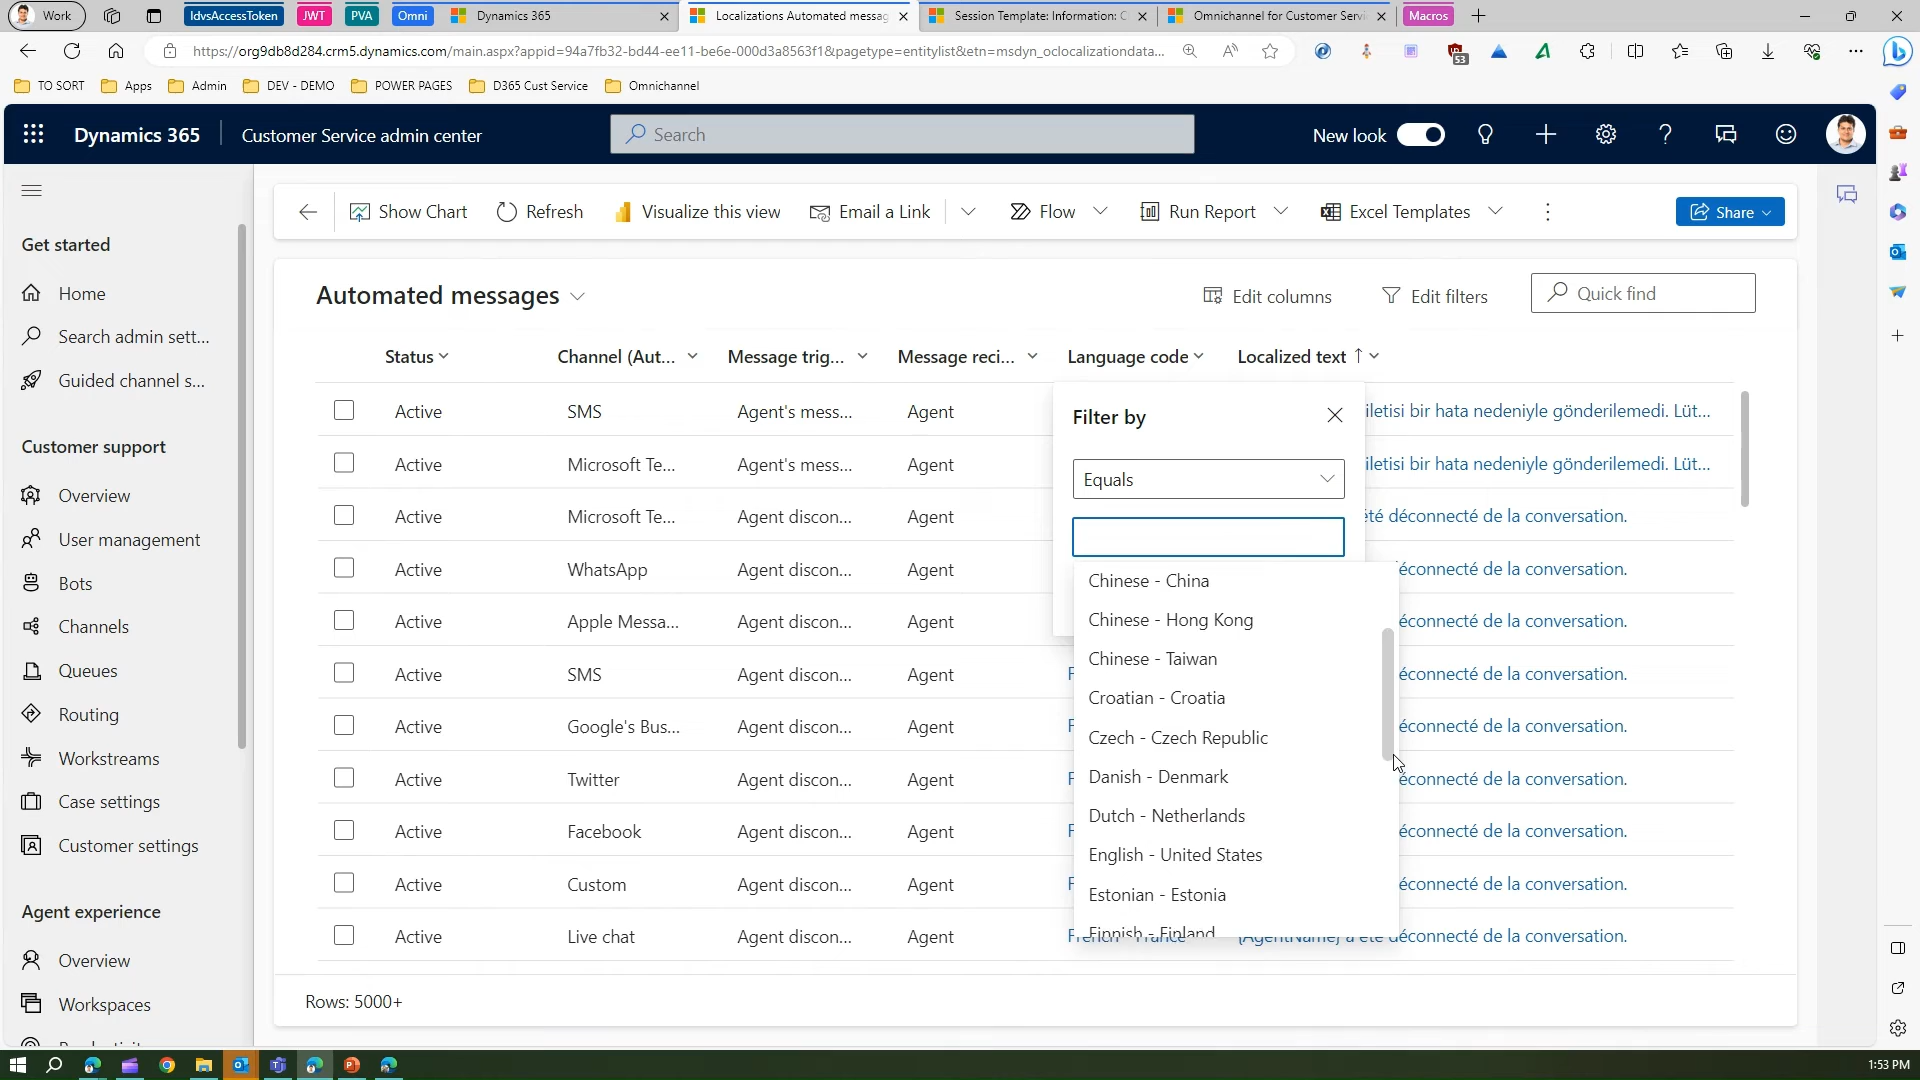 Work
IdvsAccessToken
JWT
PVA
Omni
Dynamics 365
Localizations Automated messag
Session Template: Information: C
Omnichannel for Customer Servi
Macros
https://org9db8d284.crm5.dynamics.com/main.aspx?appid=94a7fb32-bd44-ee11-be6e-000d3a8563f1&pagetype=entitylist&etn=msdyn_oclocalizationdata...
53
TO SORT
Apps
Admin
DEV - DEMO
POWER PAGES
D365 Cust Service
Omnichannel
Dynamics 365
Customer Service admin center
Search
New look
Show Chart
Refresh
Visualize this view
Email a Link
Flow
Run Report
Excel Templates
Share
Get started
Home
Search admin sett...
Guided channel s...
Customer support
Overview
User management
Bots
Channels
Queues
Routing
Workstreams
Case settings
Customer settings
Agent experience
Overview
Workspaces
Automated messages
Edit columns
Edit filters
Quick find
Status
Channel (Aut...
Message trig...
Message reci...
Language code
Localized text
Active SMS Agent's mess... Agent iletisi bir hata nedeniyle gönderilemedi. Lüt...
Active Microsoft Te... Agent's mess... Agent iletisi bir hata nedeniyle gönderilemedi. Lüt...
Active Microsoft Te... Agent discon... Agent été déconnecté de la conversation.
Active WhatsApp Agent discon... Agent éconnecté de la conversation.
Active Apple Messa... Agent discon... Agent éconnecté de la conversation.
Active SMS Agent discon... Agent F éconnecté de la conversation.
Active Google's Bus... Agent discon... Agent F éconnecté de la conversation.
Active Twitter Agent discon... Agent F éconnecté de la conversation.
Active Facebook Agent discon... Agent F éconnecté de la conversation.
Active Custom Agent discon... Agent F éconnecté de la conversation.
Active Live chat Agent discon... Agent French - France {AgentName} a été déconnecté de la conversation.
Filter by
Equals
Chinese - China
Chinese - Hong Kong
Chinese - Taiwan
Croatian - Croatia
Czech - Czech Republic
Danish - Denmark
Dutch - Netherlands
English - United States
Estonian - Estonia
Finnish - Finland
Rows: 5000+
1:53 PM